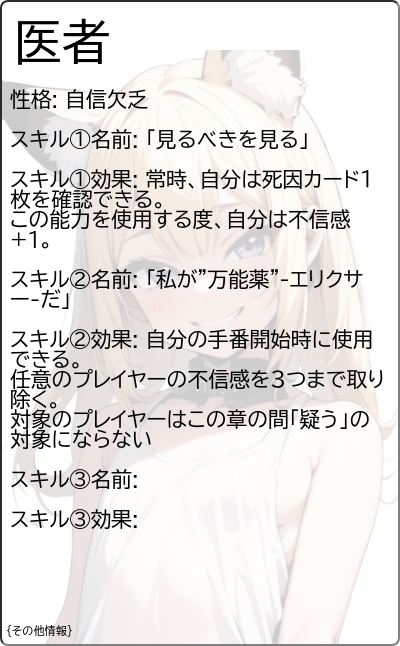 医者
性格: 自信欠乏
スキル①名前: 「見るべきを見る」
スキル①効果: 常時、自分は死因カード1
枚を確認できる。
この能力を使用する度、自分は不信感
+1。
スキル②名前: 「私が”万能薬”-エリクサ
ー-だ」
スキル②効果: 自分の手番開始時に使用
できる。
任意のプレイヤーの不信感を3つまで取り
除く。
対象のプレイヤーはこの章の間「疑う」の
対象にならない
スキル③名前:
スキル③効果:
{その他情報}